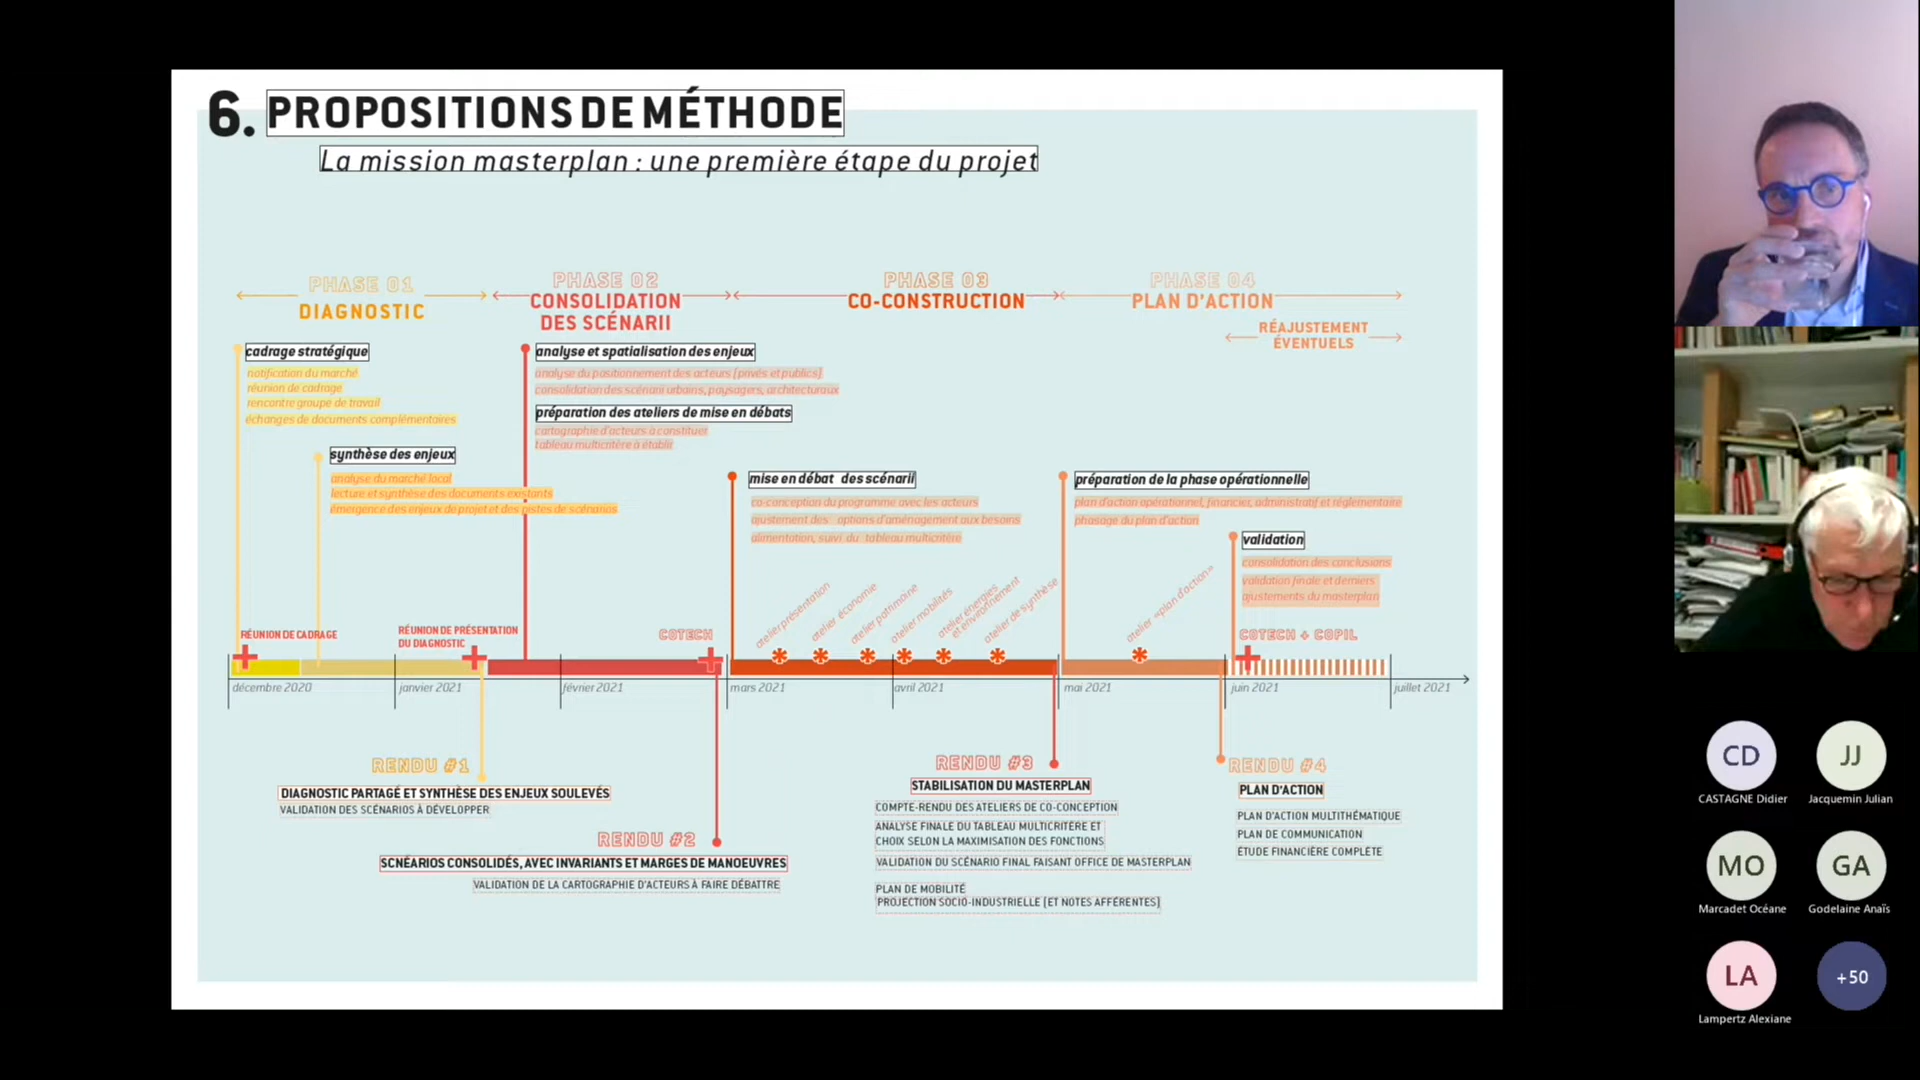 6. PROPOSITIONS DE MÉTHODE
La mission masterplan : une première étape du projet
PHASE 01
DIAGNOSTIC
PHASE 02
CONSOLIDATION
DES SCÉNARII
PHASE 03
CO-CONSTRUCTION
PHASE 04
PLAN D'ACTION
RÉAJUSTEMENT
ÉVENTUELS
cadrage stratégique
notification du marché
réunion de cadrage
rencontre groupe de travail
échanges de documents complémentaires
synthèse des enjeux
analyse du marché local
lecture et synthèse des documents existants
émergence des enjeux de projet et des pistes de scénarios
analyse et spatialisation des enjeux
analyse du positionnement des acteurs (privés et publics)
consolidation des scénarii urbains, paysagers, architecturaux
préparation des ateliers de mise en débats
cartographie d'acteurs à constituer
tableau multicritère à établir
mise en débat des scénarii
co-conception du programme avec les acteurs
ajustement des options d'aménagement aux besoins
alimentation, suivi du tableau multicritère
préparation de la phase opérationnelle
plan d'action opérationnel, financier, administratif et réglementaire
phasage du plan d'action
validation
consolidation des conclusions
validation finale et derniers
ajustements du masterplan
RÉUNION DE CADRAGE
RÉUNION DE PRÉSENTATION
DU DIAGNOSTIC
COTECH
atelier présentation
atelier économie
atelier patrimoine
atelier mobilités
atelier énergies
et environnement
atelier de synthèse
atelier «plan d'action»
COTECH + COPIL
décembre 2020
janvier 2021
février 2021
mars 2021
avril 2021
mai 2021
juin 2021
juillet 2021
RENDU #1
DIAGNOSTIC PARTAGÉ ET SYNTHÈSE DES ENJEUX SOULEVÉS
VALIDATION DES SCÉNARIOS À DÉVELOPPER
RENDU #2
SCNÉARIOS CONSOLIDÉS, AVEC INVARIANTS ET MARGES DE MANOEUVRES
VALIDATION DE LA CARTOGRAPHIE D'ACTEURS À FAIRE DÉBATTRE
RENDU #3
STABILISATION DU MASTERPLAN
COMPTE-RENDU DES ATELIERS DE CO-CONCEPTION
ANALYSE FINALE DU TABLEAU MULTICRITÈRE ET
CHOIX SELON LA MAXIMISATION DES FONCTIONS
VALIDATION DU SCÉNARIO FINAL FAISANT OFFICE DE MASTERPLAN
PLAN DE MOBILITÉ
PROJECTION SOCIO-INDUSTRIELLE (ET NOTES AFFÉRENTES)
RENDU #4
PLAN D'ACTION
PLAN D'ACTION MULTITHÉMATIQUE
PLAN DE COMMUNICATION
ÉTUDE FINANCIÈRE COMPLÈTE
CD
CASTAGNE Didier
JJ
Jacquemin Julian
MO
Marcadet Océane
GA
Godelaine Anaïs
LA
Lampertz Alexiane
+50